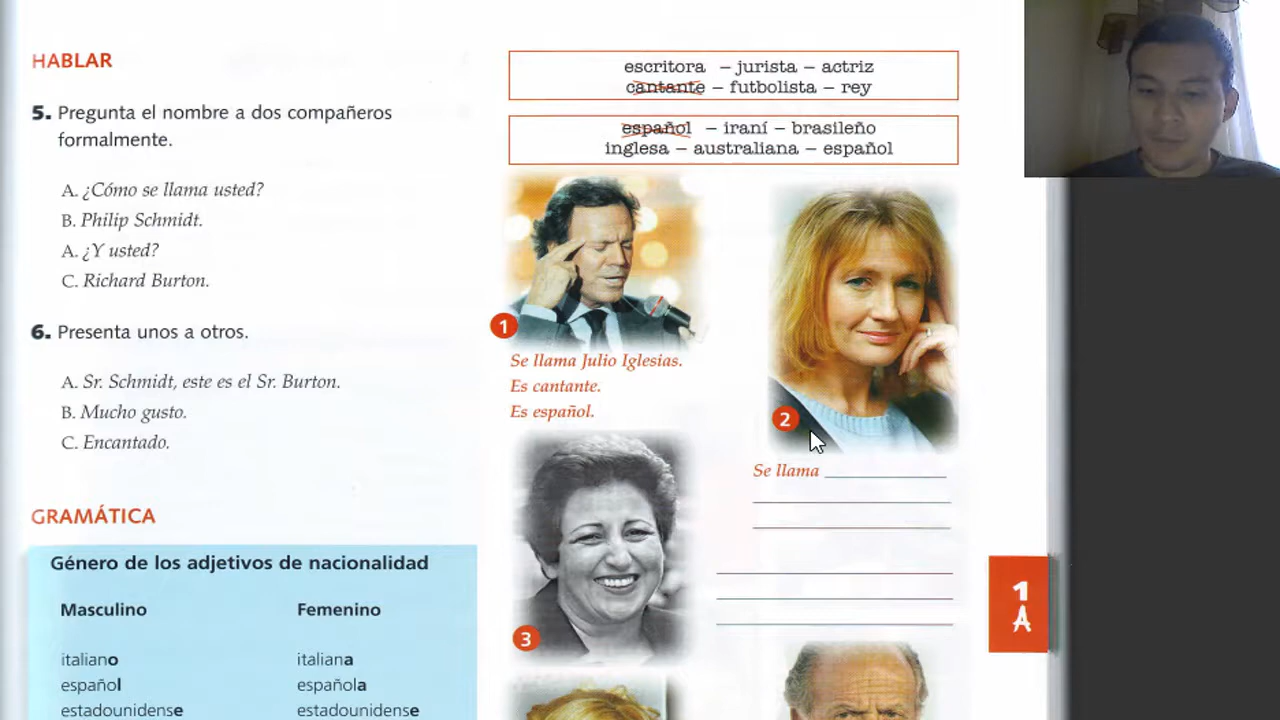 HABLAR
5. Pregunta el nombre a dos compañeros
formalmente.
A. ¿Cómo se llama usted?
B. Philip Schmidt.
A. ¿Y usted?
C. Richard Burton.
6. Presenta unos a otros.
A. Sr. Schmidt, este es el Sr. Burton.
B. Mucho gusto.
C. Encantado.
GRAMÁTICA
Género de los adjetivos de nacionalidad
Masculino Femenino
italiano italiana
español española
estadounidense estadounidense
escritora – jurista – actriz
cantante – futbolista – rey
español – iraní – brasileño
inglesa – australiana – español
1
Se llama Julio Iglesias.
Es cantante.
Es español.
2
Se llama
3
1
A